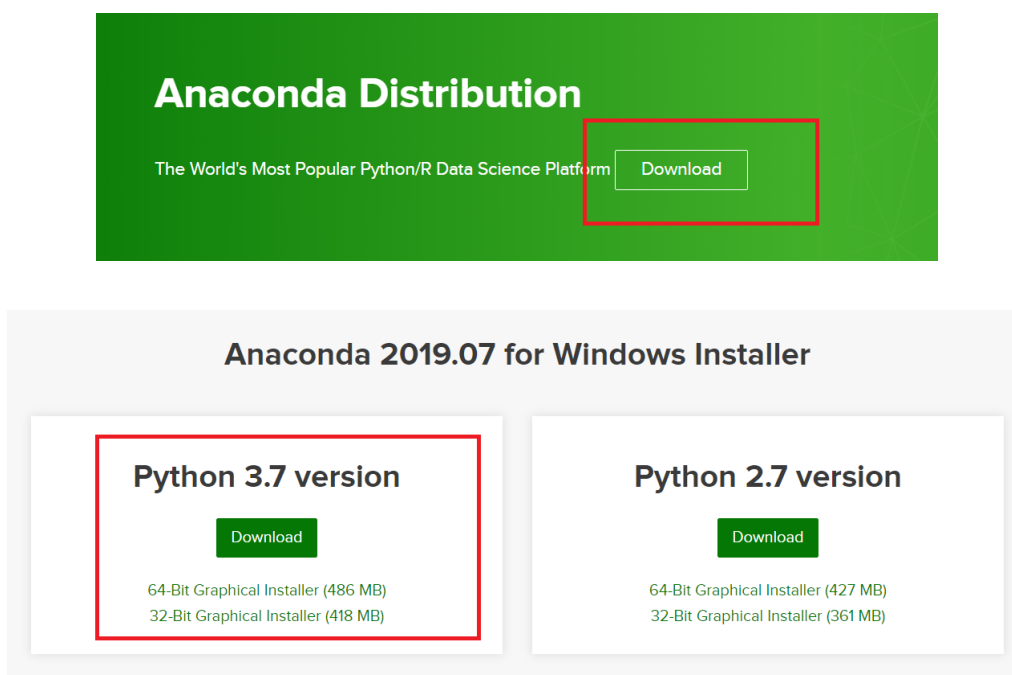 Anaconda Distribution
The World's Most Popular Python/R Data Science Platform Download
Anaconda 2019.07 for Windows Installer
Python 3.7 version
Download
64-Bit Graphical Installer (486 MB)
32-Bit Graphical Installer (418 MB)
Python 2.7 version
Download
64-Bit Graphical Installer (427 MB)
32-Bit Graphical Installer (361 MB)